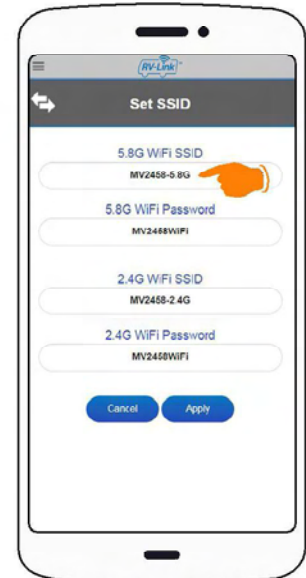 RV-Link
Set SSID
5.8G WiFi SSID
MV2458-5.8G
5.8G WiFi Password
MV2458WiFi
2.4G WiFi SSID
MV2458-2.4G
2.4G WiFi Password
MV2458WiFi
Cancel Apply